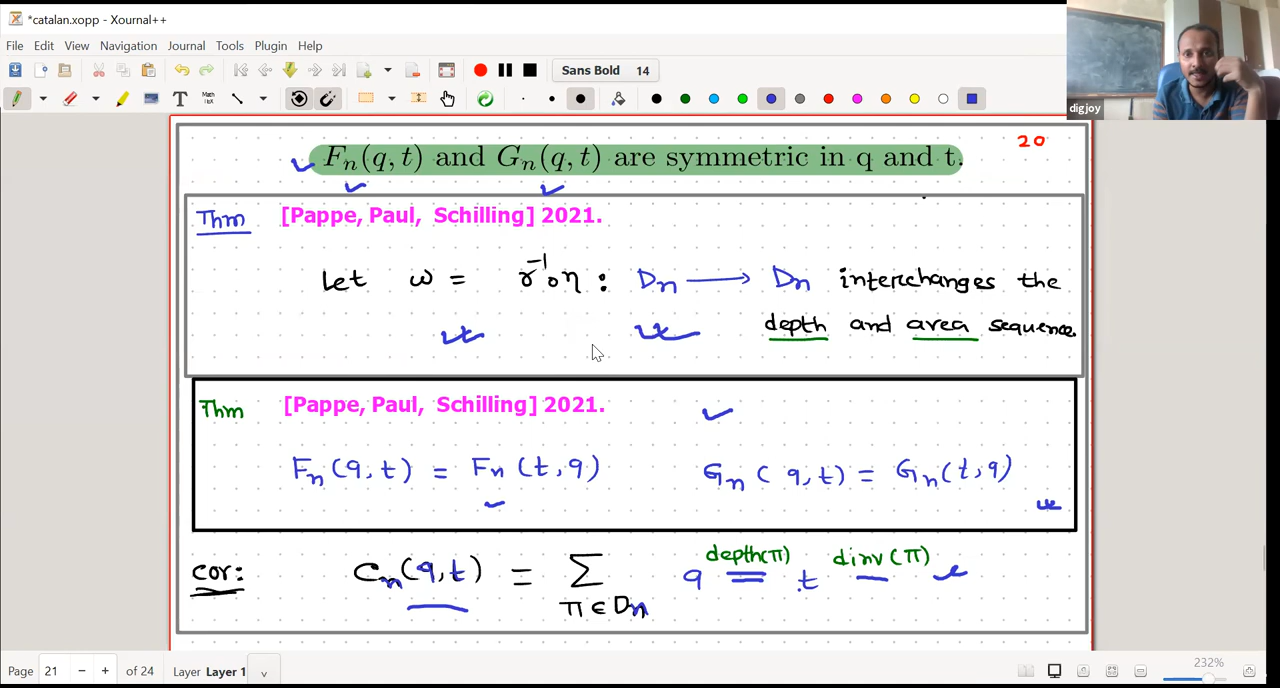 *catalan.xopp - Xournal++
File Edit View Navigation Journal Tools Plugin Help
Sans Bold 14
digjoy
20
Fₙ(q, t) and Gₙ(q, t) are symmetric in q and t.
Thm [Pappe, Paul, Schilling] 2021.
Let ω = γ⁻¹∘η : Dₙ ⟶ Dₙ interchanges the
depth and area sequence
Thm [Pappe, Paul, Schilling] 2021.
Fₙ(q,t) = Fₙ(t,q) Gₙ(q,t) = Gₙ(t,q)
Cor: Cₙ(q,t) = Σ_{π ∈ Dₙ} q^{depth(π)} t^{dinv(π)}
Page 21 − + of 24 Layer Layer 1 232%